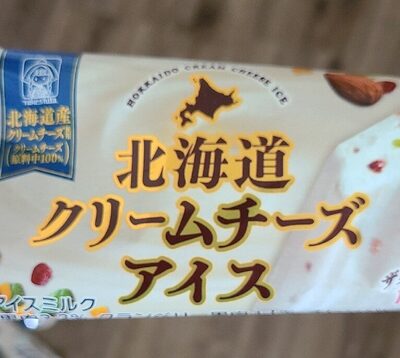 HOKKAIDO CREAM CHEESE ICE
北海道産
クリームチーズ使用
(クリームチーズ
原料中100%)
北海道
クリームチーズ
アイス
アイスミルク